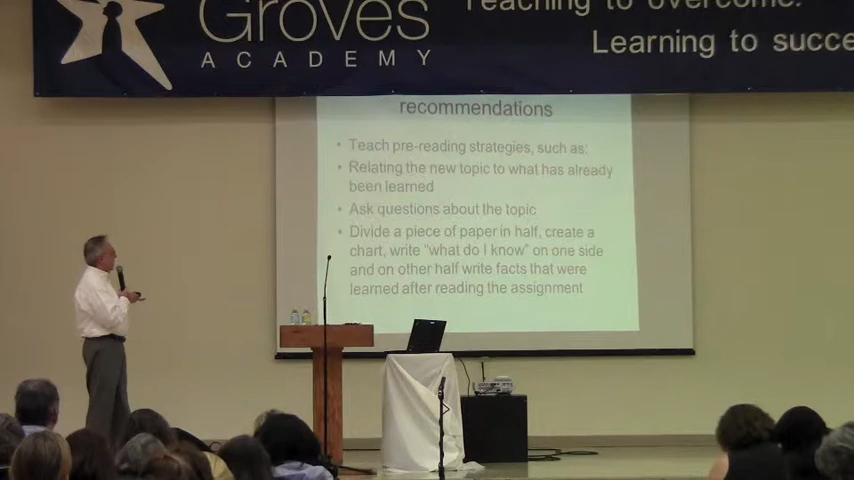 Groves
ACADEMY
Teaching to overcome.
Learning to succee
recommendations
• Teach pre-reading strategies, such as:
• Relating the new topic to what has already
been learned
• Ask questions about the topic
• Divide a piece of paper in half, create a
chart, write “what do I know” on one side
and on other half write facts that were
learned after reading the assignment